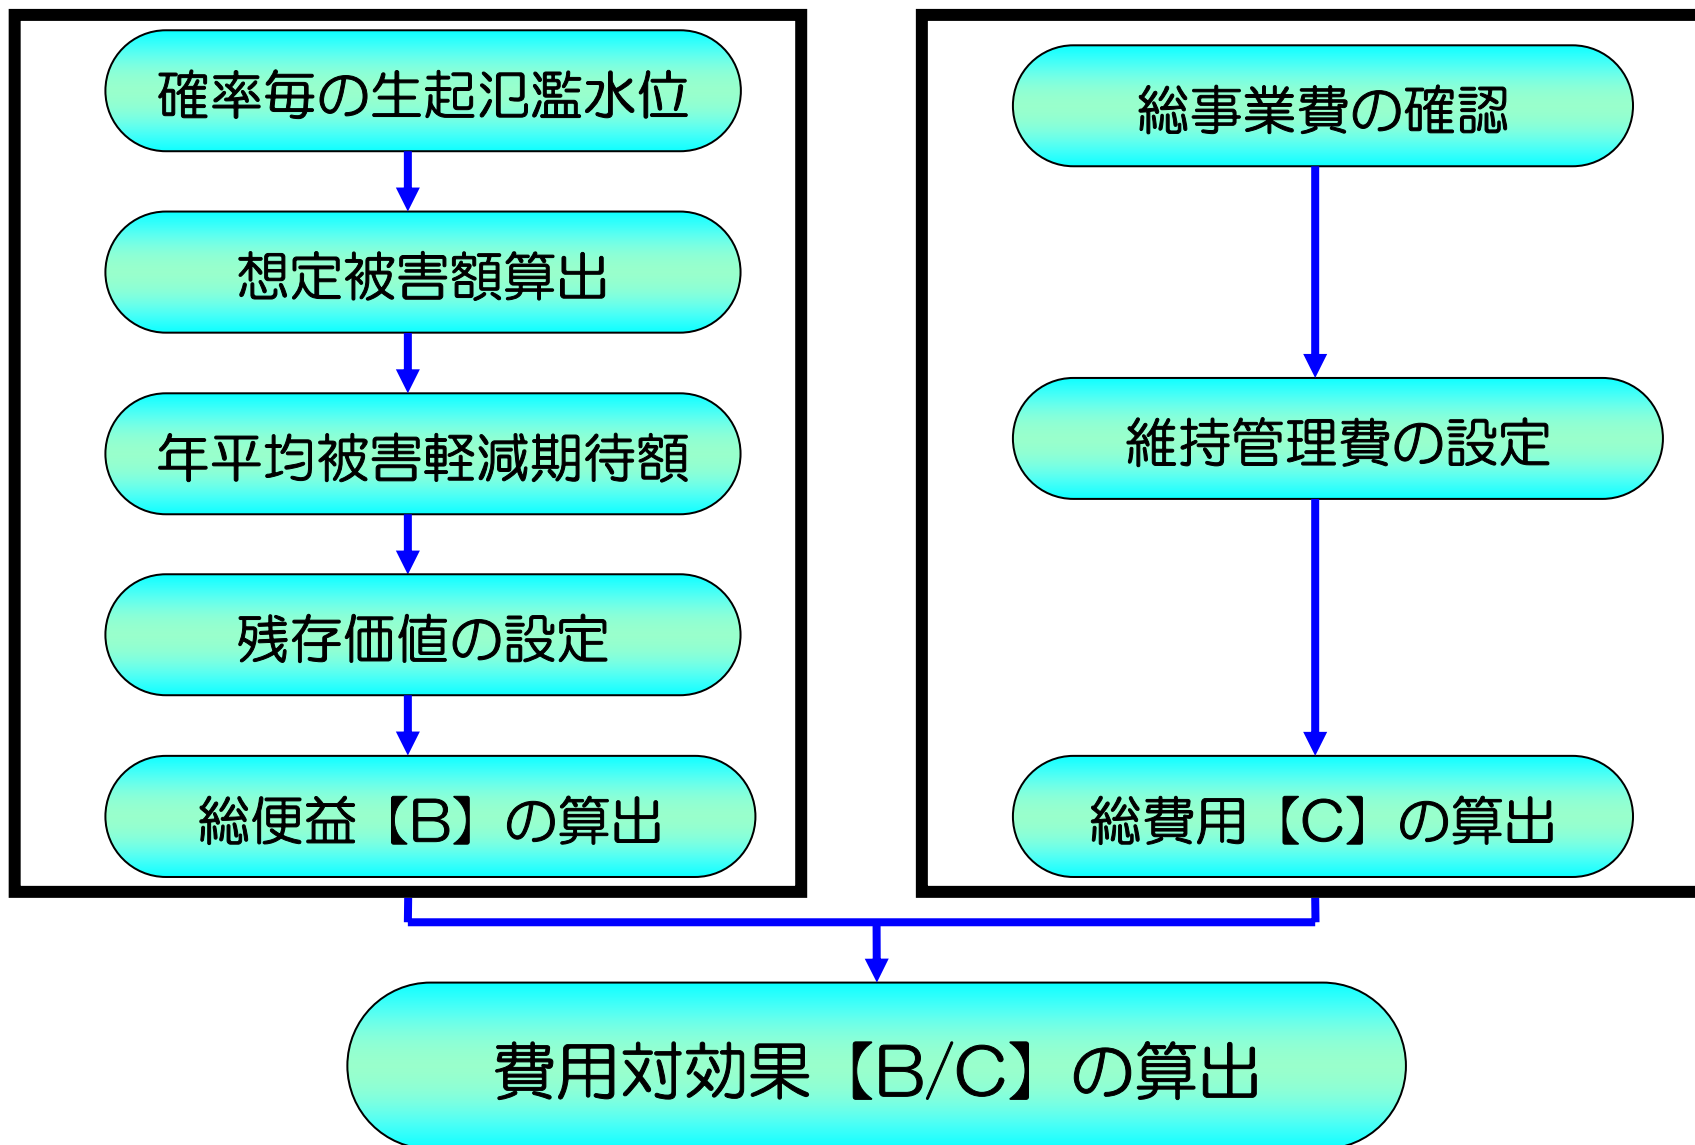 確率毎の生起氾濫水位
想定被害額算出
年平均被害軽減期待額
残存価値の設定
総便益【B】の算出
総事業費の確認
維持管理費の設定
総費用【C】の算出
費用対効果【B/C】の算出